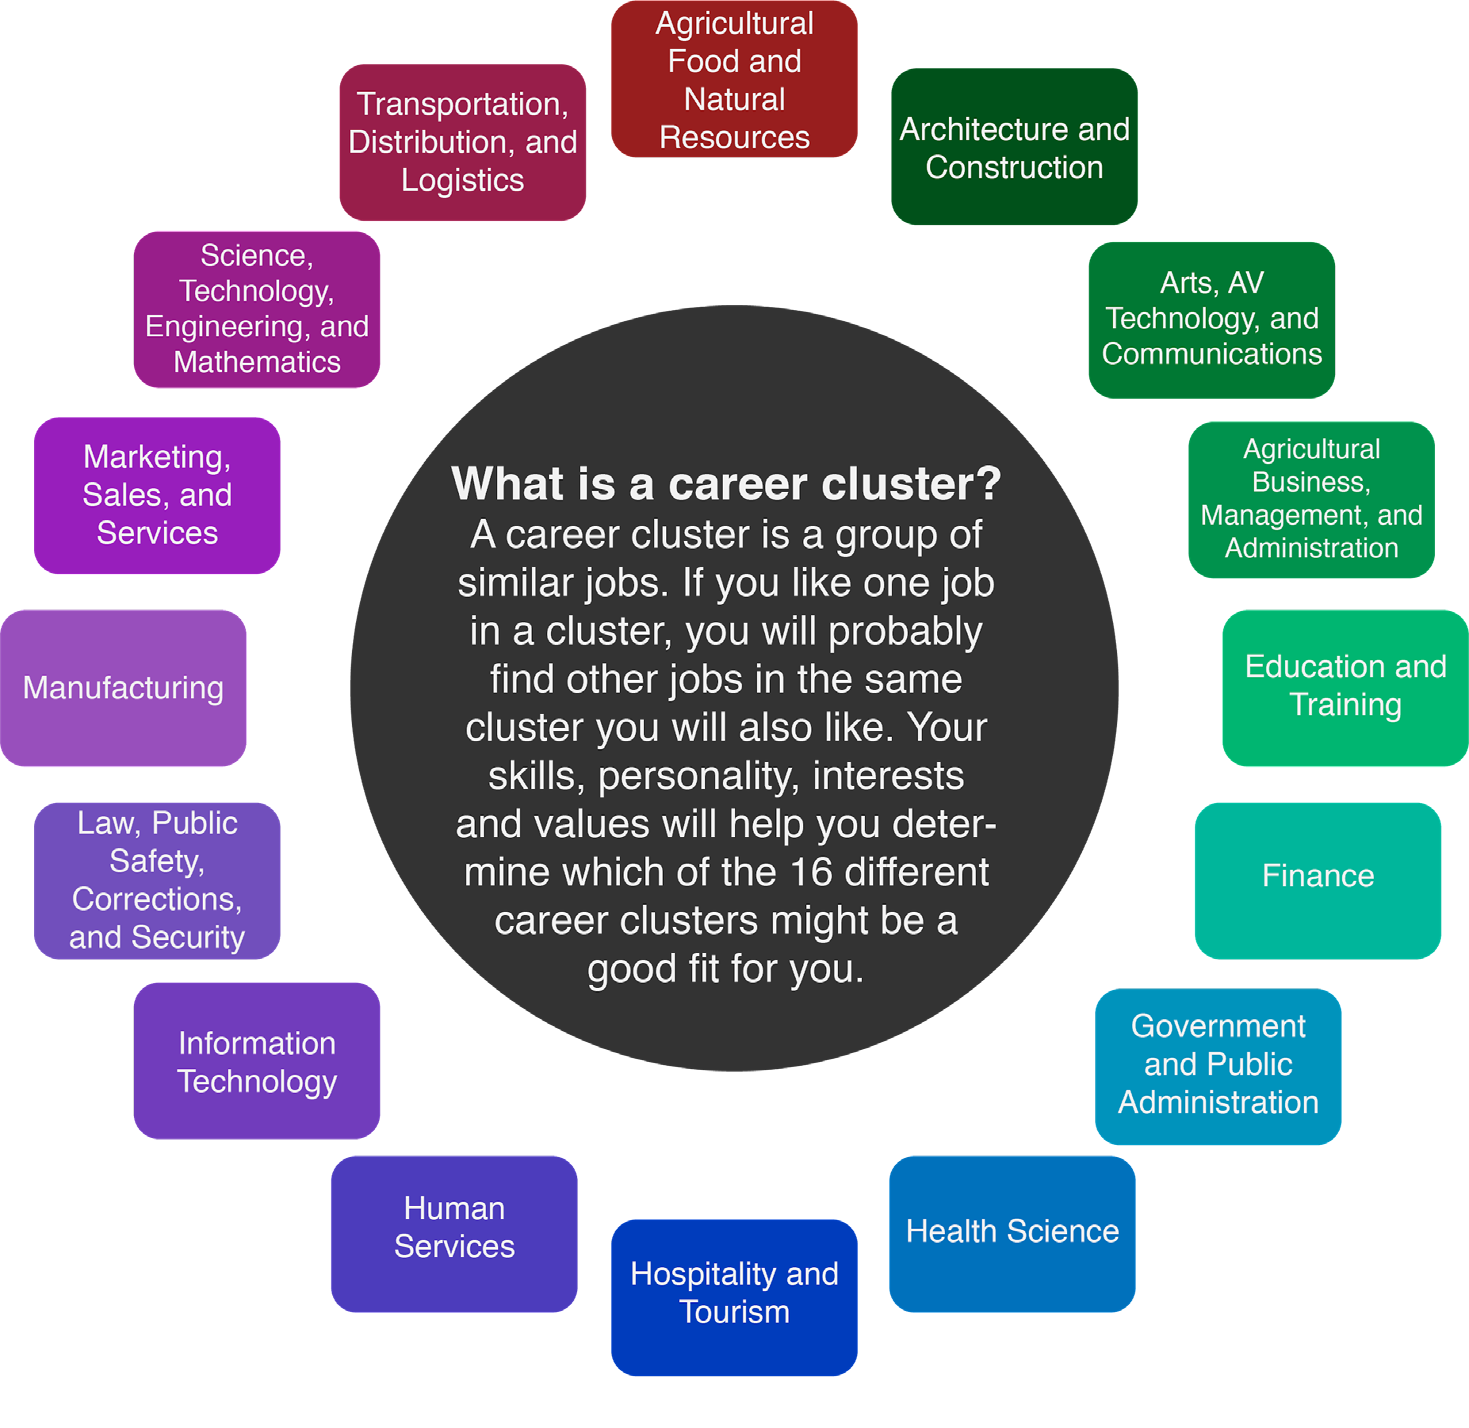 Agricultural
Food and
Natural
Resources
Architecture and
Construction
Arts, AV
Technology, and
Communications
Agricultural
Business,
Management, and
Administration
Education and
Training
Finance
Government
and Public
Administration
Health Science
Hospitality and
Tourism
Human
Services
Information
Technology
Law, Public
Safety,
Corrections,
and Security
Manufacturing
Marketing,
Sales, and
Services
Science,
Technology,
Engineering, and
Mathematics
Transportation,
Distribution, and
Logistics
What is a career cluster?
A career cluster is a group of
similar jobs. If you like one job
in a cluster, you will probably
find other jobs in the same
cluster you will also like. Your
skills, personality, interests
and values will help you deter-
mine which of the 16 different
career clusters might be a
good fit for you.